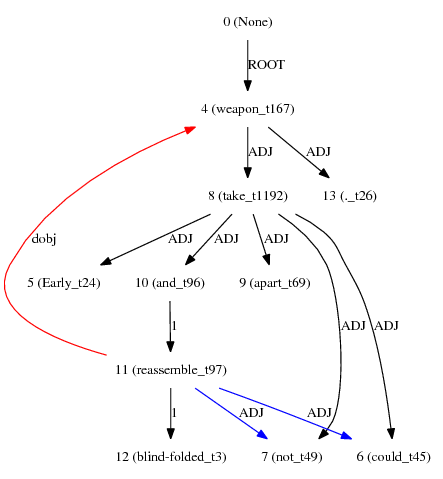 0 (None)
ROOT
4 (weapon_t167)
ADJ ADJ
8 (take_t1192) 13 (._t26)
dobj ADJ ADJ ADJ
5 (Early_t24) 10 (and_t96) 9 (apart_t69)
1 ADJ ADJ
11 (reassemble_t97)
1 ADJ ADJ
12 (blind-folded_t3) 7 (not_t49) 6 (could_t45)